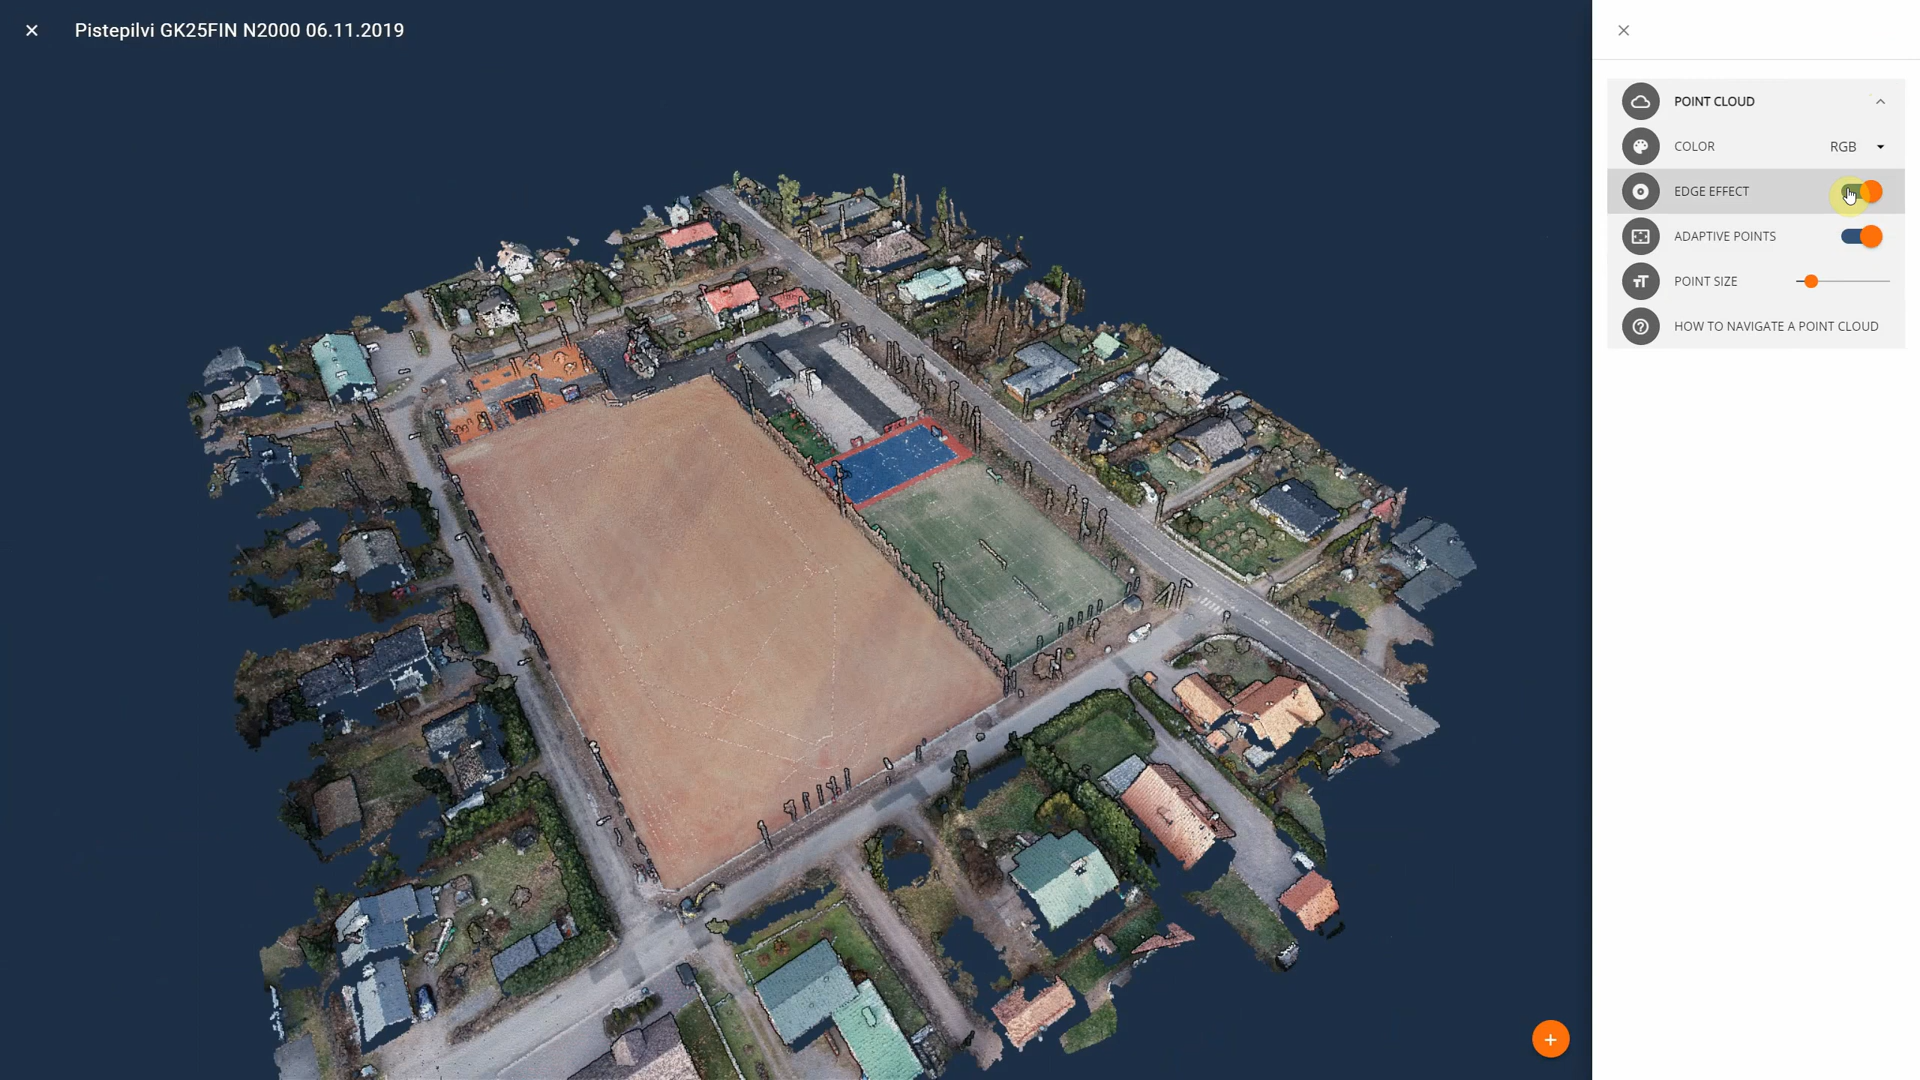 Pistepilvi GK25FIN N2000 06.11.2019
POINT CLOUD
COLOR RGB
EDGE EFFECT
ADAPTIVE POINTS
POINT SIZE
HOW TO NAVIGATE A POINT CLOUD